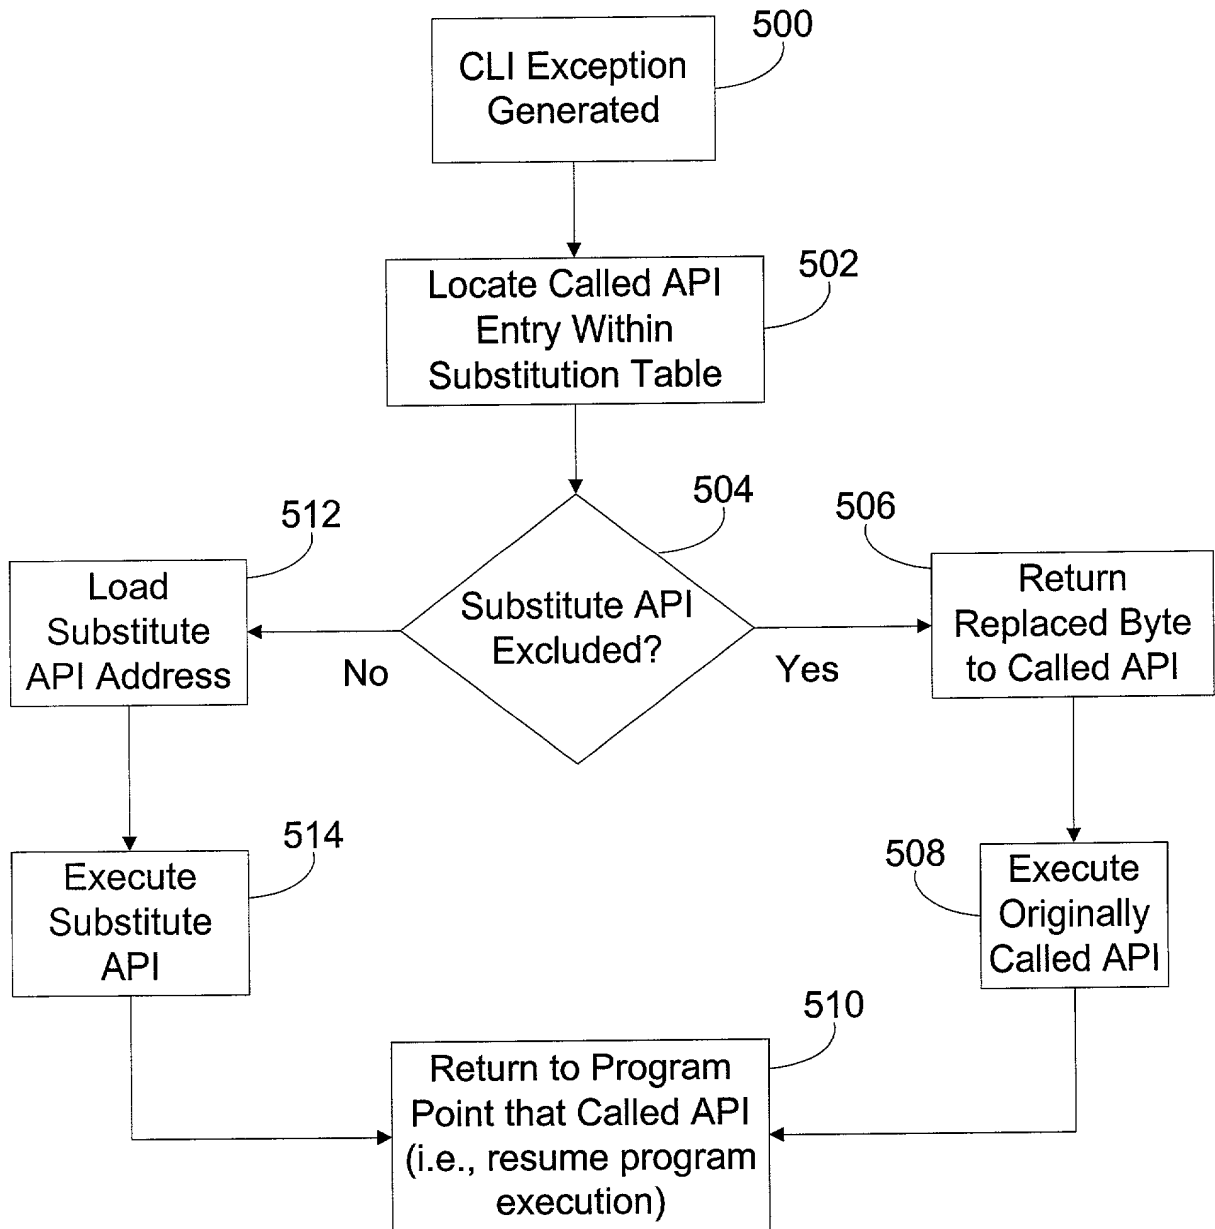 500
CLI Exception
Generated
502
Locate Called API
Entry Within
Substitution Table
504
Substitute API
Excluded?
No
Yes
512
Load
Substitute
API Address
506
Return
Replaced Byte
to Called API
514
Execute
Substitute
API
508
Execute
Originally
Called API
510
Return to Program
Point that Called API
(i.e., resume program
execution)